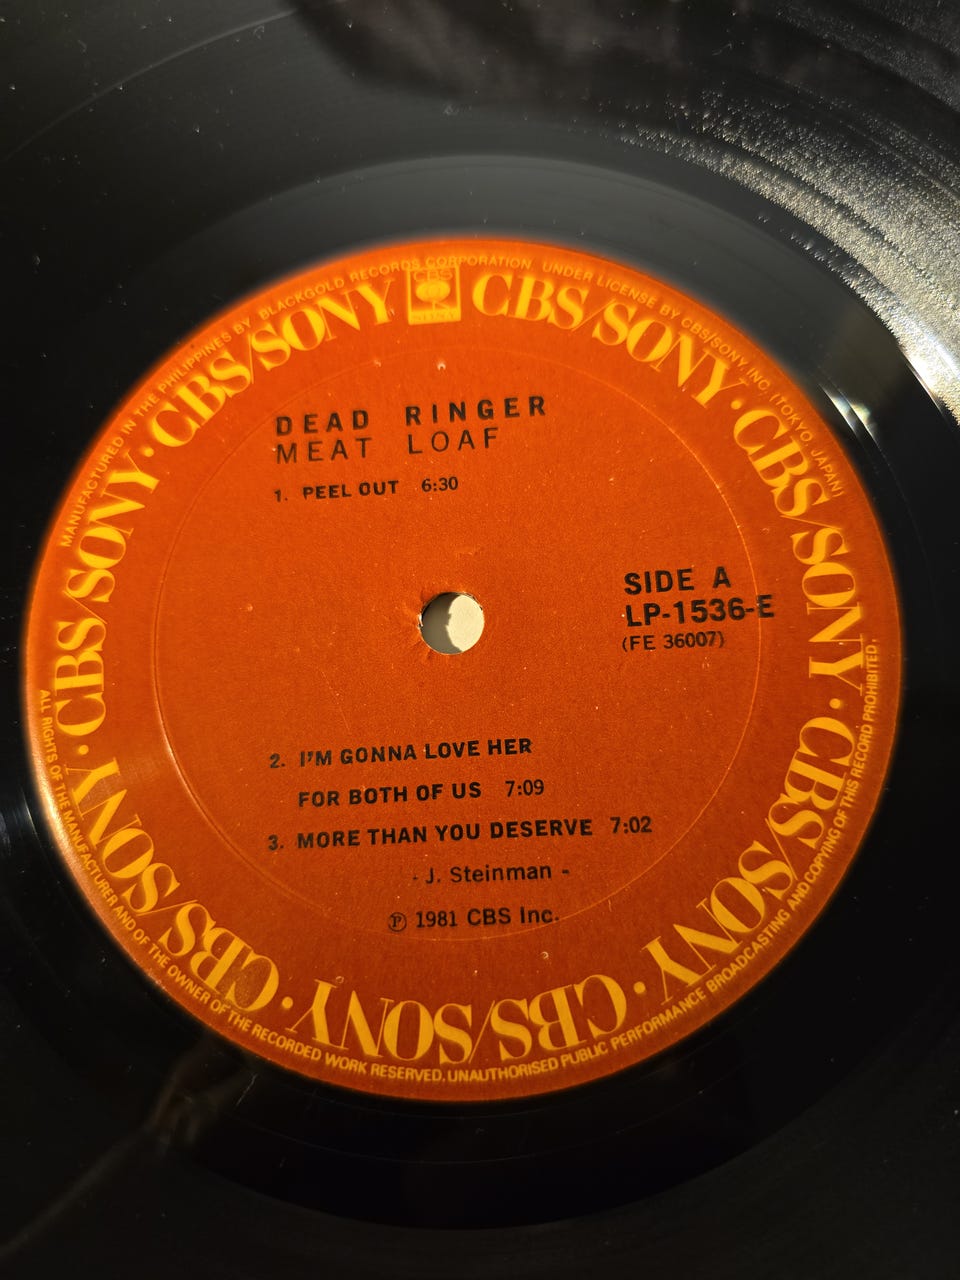 MANUFACTURED IN THE PHILIPPINES BY BLACKGOLD RECORDS CORPORATION UNDER LICENSE BY CBS/SONY, INC. (TOKYO, JAPAN)
CBS/SONY · CBS/SONY · CBS/SONY · CBS/SONY · CBS/SONY · CBS/SONY · CBS/SONY · CBS/SONY
CBS
SONY
DEAD RINGER
MEAT LOAF
1. PEEL OUT 6:30
SIDE A
LP-1536-E
(FE 36007)
2. I'M GONNA LOVE HER
FOR BOTH OF US 7:09
3. MORE THAN YOU DESERVE 7:02
- J. Steinman -
℗ 1981 CBS Inc.
ALL RIGHTS OF THE MANUFACTURER AND OF THE OWNER OF THE RECORDED WORK RESERVED. UNAUTHORISED PUBLIC PERFORMANCE BROADCASTING AND COPYING OF THIS RECORD PROHIBITED.